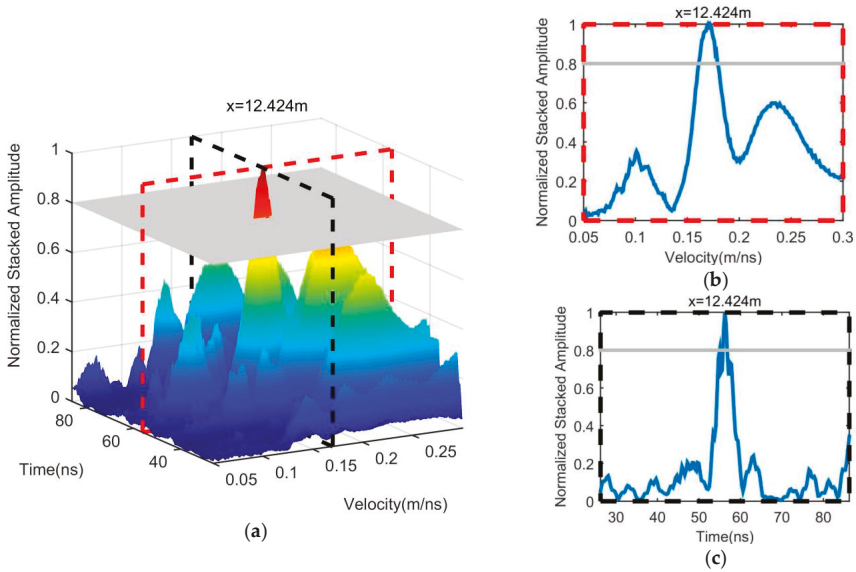 x=12.424m
Normalized Stacked Amplitude
1
0.8
0.6
0.4
0.2
0
80
60
40
Time(ns)
0.05
0.1
0.15
0.2
0.25
Velocity(m/ns)
(a)
x=12.424m
Normalized Stacked Amplitude
1
0.8
0.6
0.4
0.2
0
0.05 0.1 0.15 0.2 0.25 0.3
Velocity(m/ns)
(b)
x=12.424m
Normalized Stacked Amplitude
1
0.8
0.6
0.4
0.2
0
30 40 50 60 70 80
Time(ns)
(c)